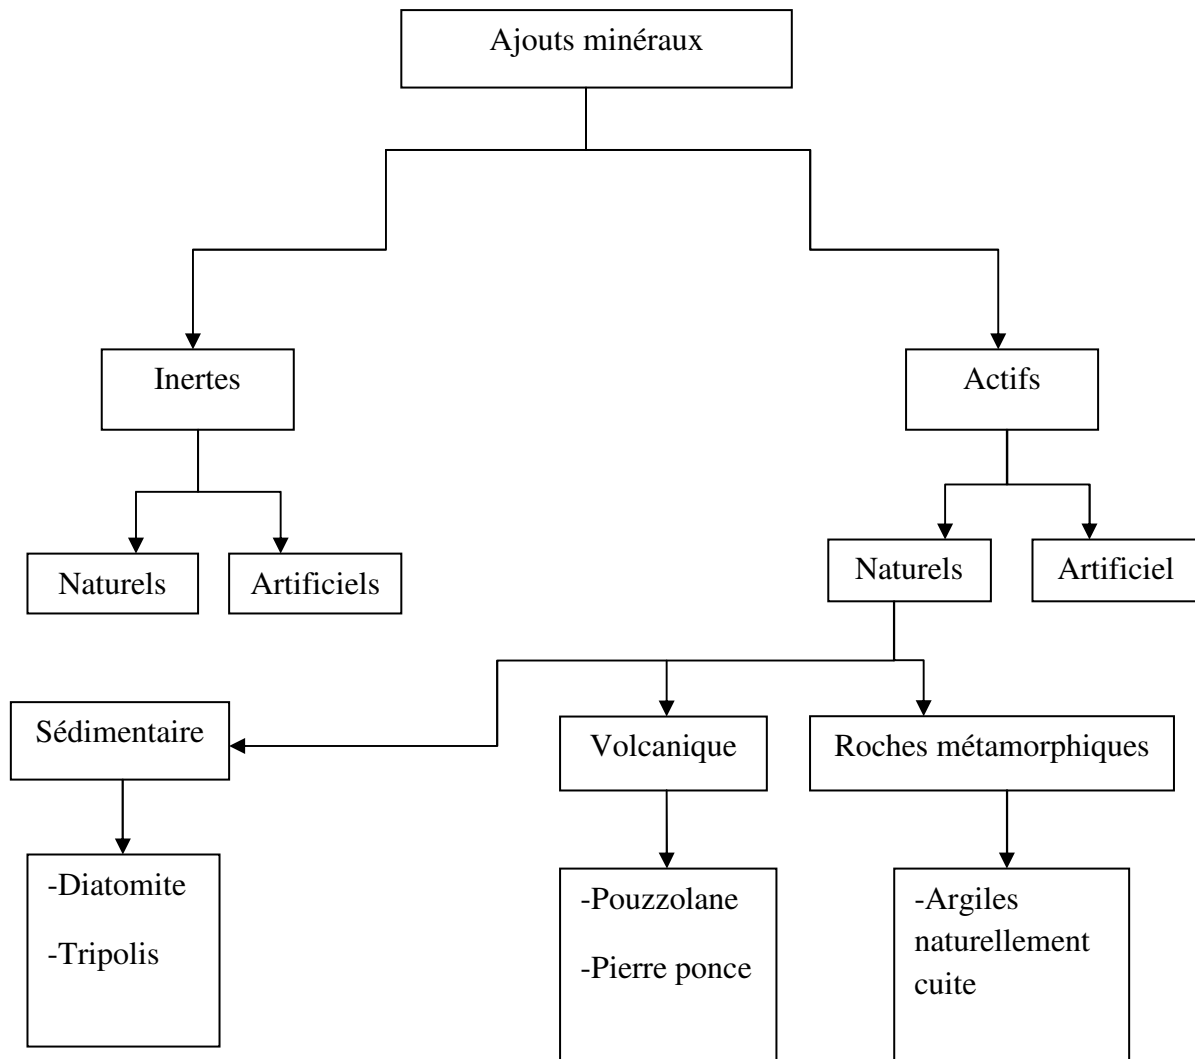 Ajouts minéraux
Inertes
Actifs
Naturels
Artificiels
Naturels
Artificiel
Sédimentaire
Volcanique
Roches métamorphiques
-Diatomite
-Tripolis
-Pouzzolane
-Pierre ponce
-Argiles
naturellement
cuite